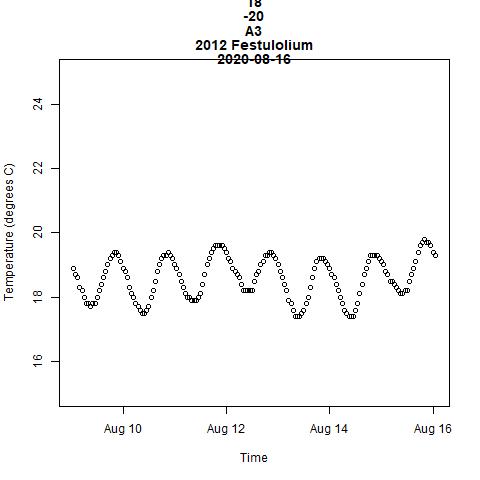 18
-20
A3
2012 Festulolium
2020-08-16
Temperature (degrees C)
24
22
20
18
16
Aug 10
Aug 12
Aug 14
Aug 16
Time